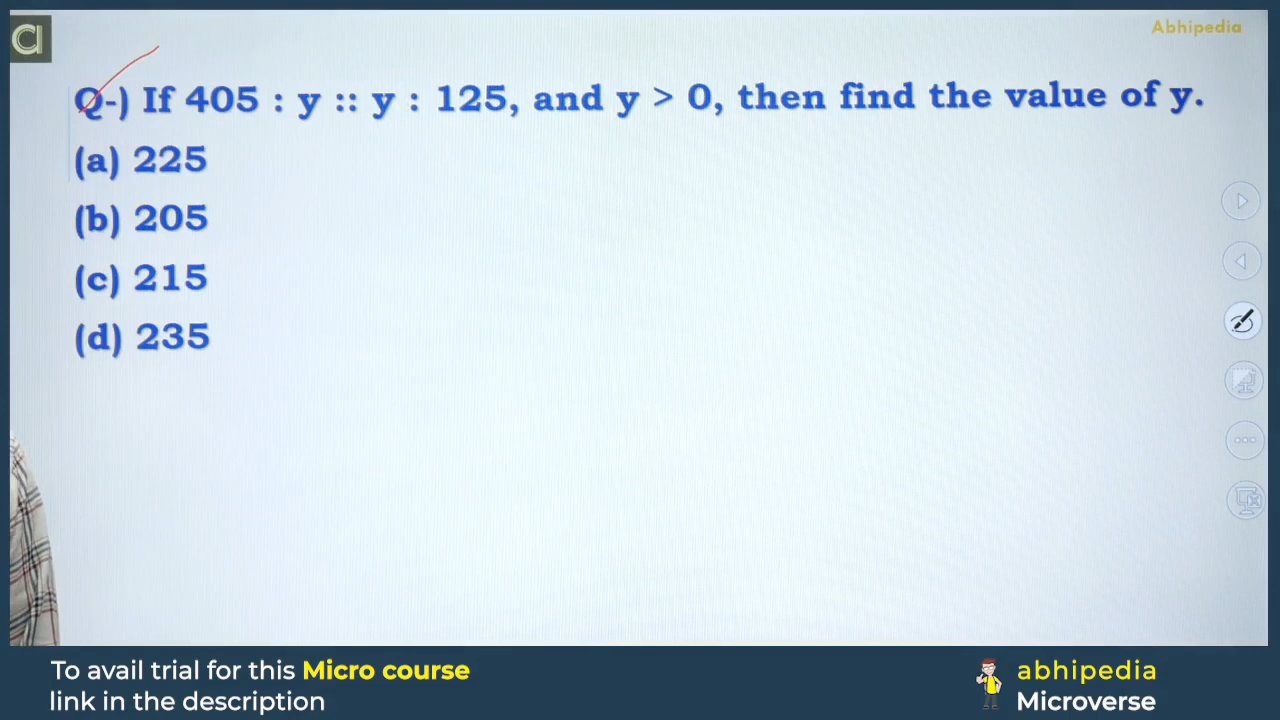 a
Abhipedia
Q-) If 405 : y :: y : 125, and y > 0, then find the value of y.
(a) 225
(b) 205
(c) 215
(d) 235
To avail trial for this Micro course
link in the description
abhipedia
Microverse